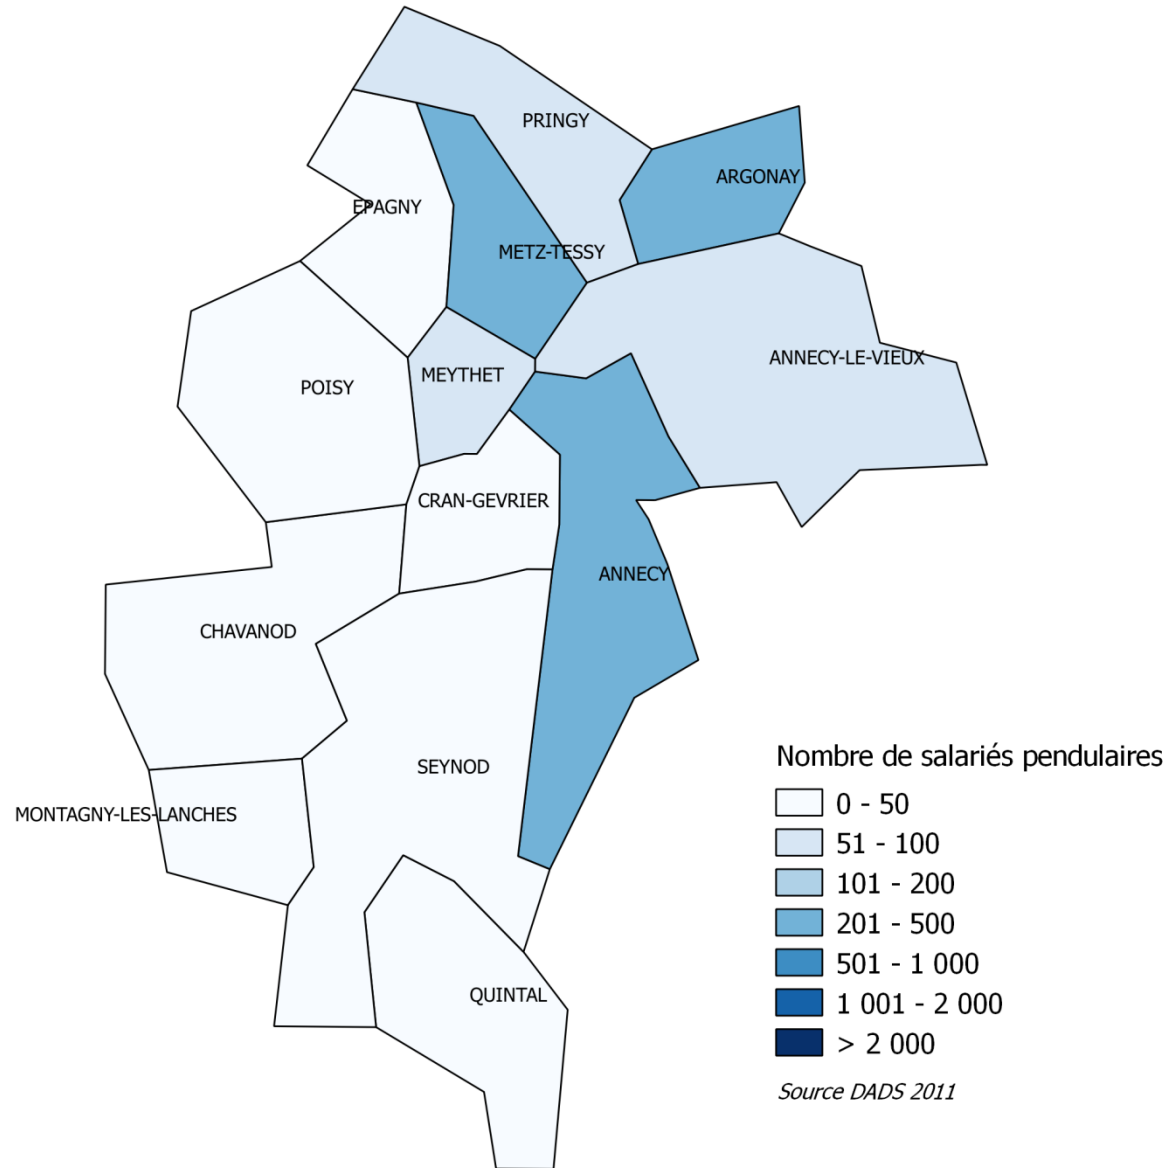 PRINGY
ARGONAY
EPAGNY
METZ-TESSY
ANNECY-LE-VIEUX
MEYTHET
POISY
CRAN-GEVRIER
ANNECY
CHAVANOD
SEYNOD
MONTAGNY-LES-LANCHES
QUINTAL
Nombre de salariés pendulaires
0 - 50
51 - 100
101 - 200
201 - 500
501 - 1 000
1 001 - 2 000
> 2 000
Source DADS 2011